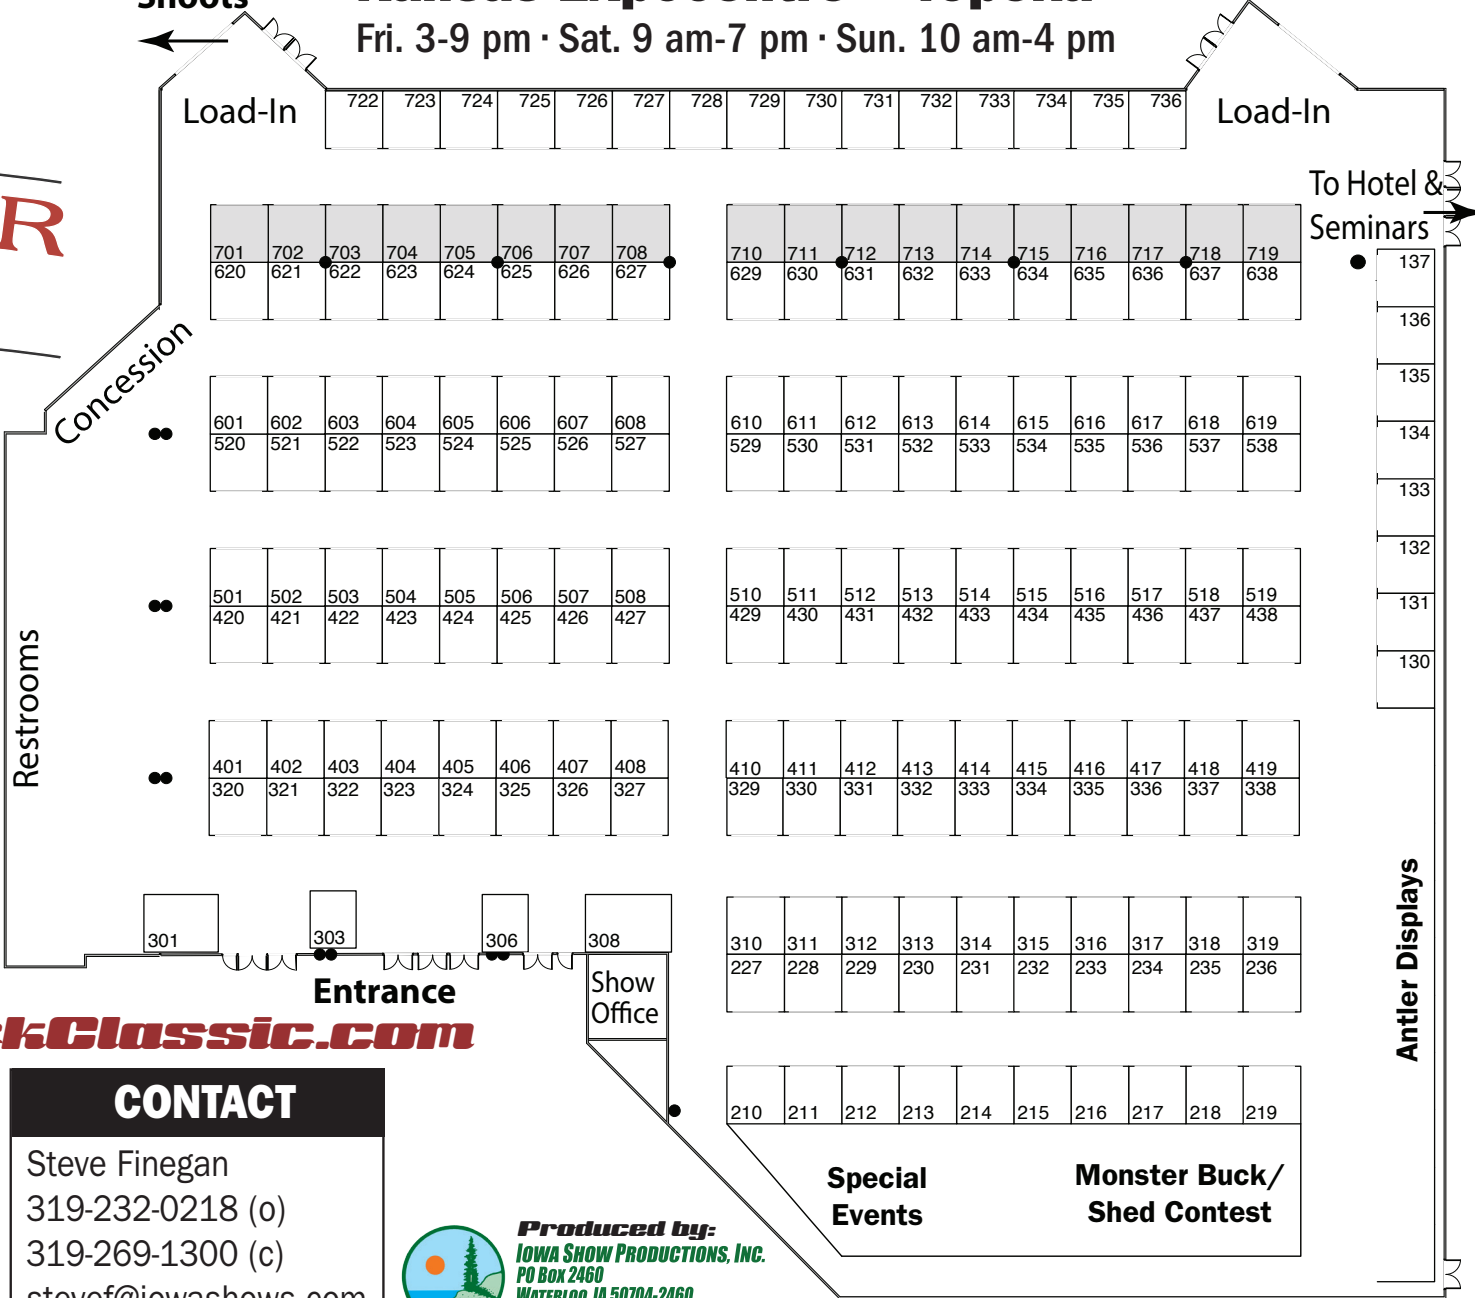 Fri. 3-9 pm · Sat. 9 am-7 pm · Sun. 10 am-4 pm
722 723 724 725 726 727 728 729 730 731 732 733 734 735 736
Load-In
Load-In
To Hotel &
Seminars
R
701 702 703 704 705 706 707 708 710 711 712 713 714 715 716 717 718 719
620 621 622 623 624 625 626 627 629 630 631 632 633 634 635 636 637 638
137
136
135
134
133
132
131
130
Concession
601 602 603 604 605 606 607 608 610 611 612 613 614 615 616 617 618 619
520 521 522 523 524 525 526 527 529 530 531 532 533 534 535 536 537 538
501 502 503 504 505 506 507 508 510 511 512 513 514 515 516 517 518 519
420 421 422 423 424 425 426 427 429 430 431 432 433 434 435 436 437 438
Restrooms
401 402 403 404 405 406 407 408 410 411 412 413 414 415 416 417 418 419
320 321 322 323 324 325 326 327 329 330 331 332 333 334 335 336 337 338
Antler Displays
301 303 306 308 310 311 312 313 314 315 316 317 318 319
227 228 229 230 231 232 233 234 235 236
Entrance
Show
Office
kClassic.com
210 211 212 213 214 215 216 217 218 219
Special
Events
Monster Buck/
Shed Contest
CONTACT
Steve Finegan
319-232-0218 (o)
319-269-1300 (c)
stevef@iowashows.com
Produced by:
IOWA SHOW PRODUCTIONS, INC.
PO BOX 2460
WATERLOO, IA 50704-2460